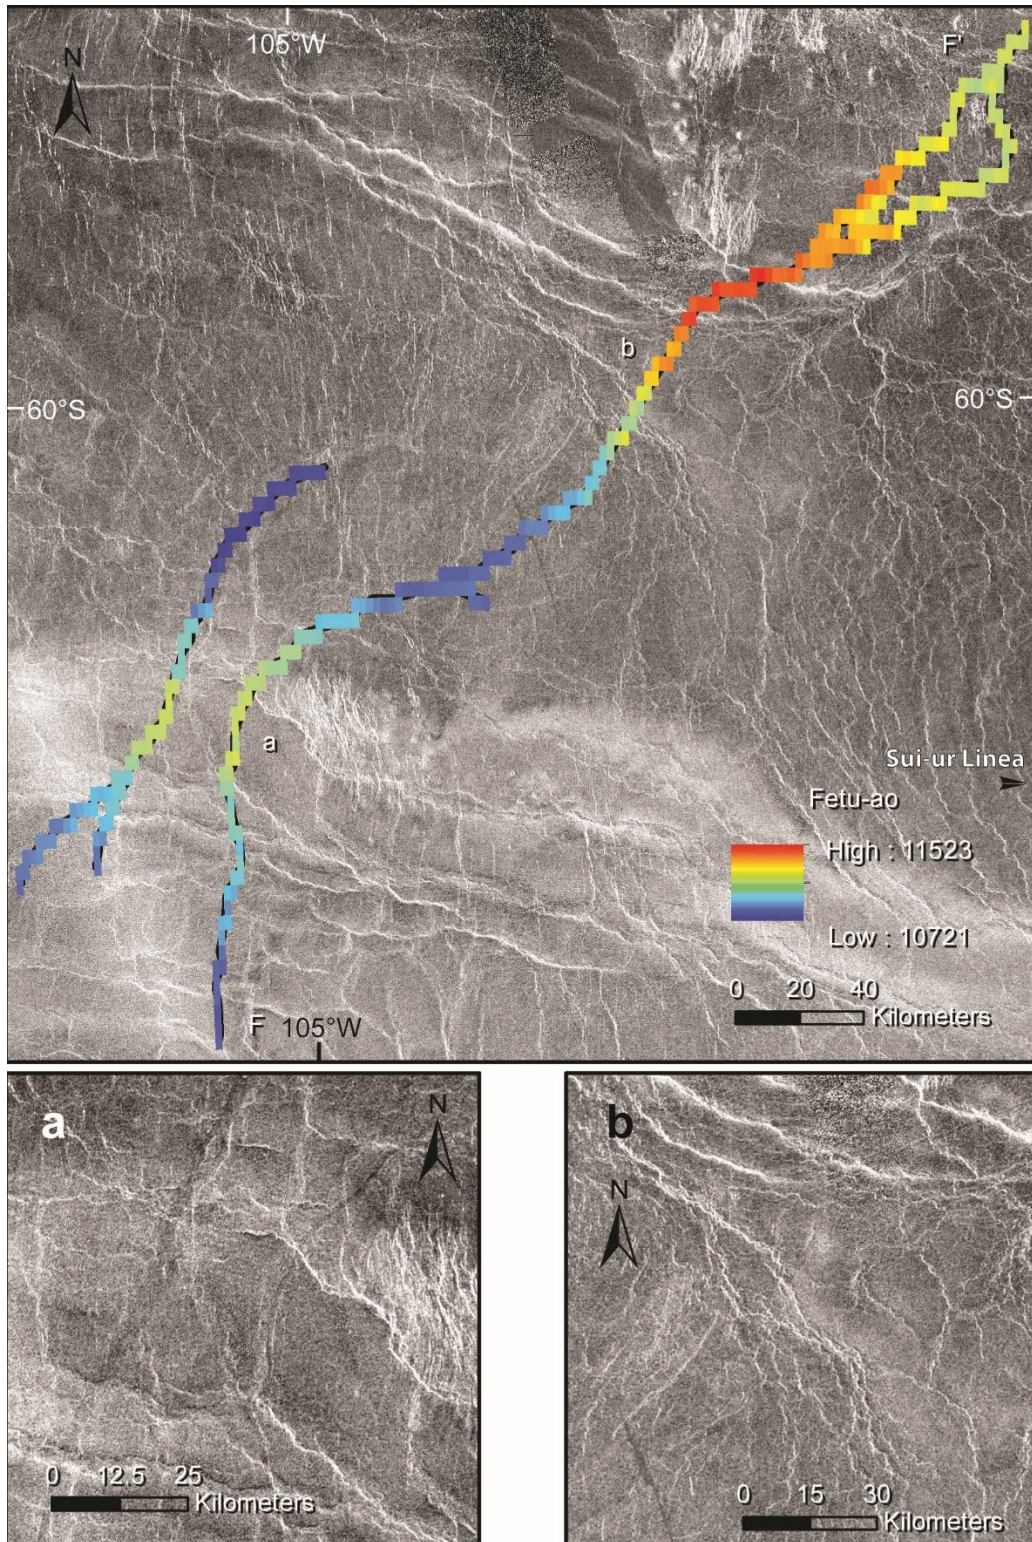 105°W
N
F'
b
60°S
60°S
a
Sui-ur Linea
Fetu-ao
High : 11523
Low : 10721
0 20 40
Kilometers
F 105°W
a
N
0 12.5 25
Kilometers
b
N
0 15 30
Kilometers